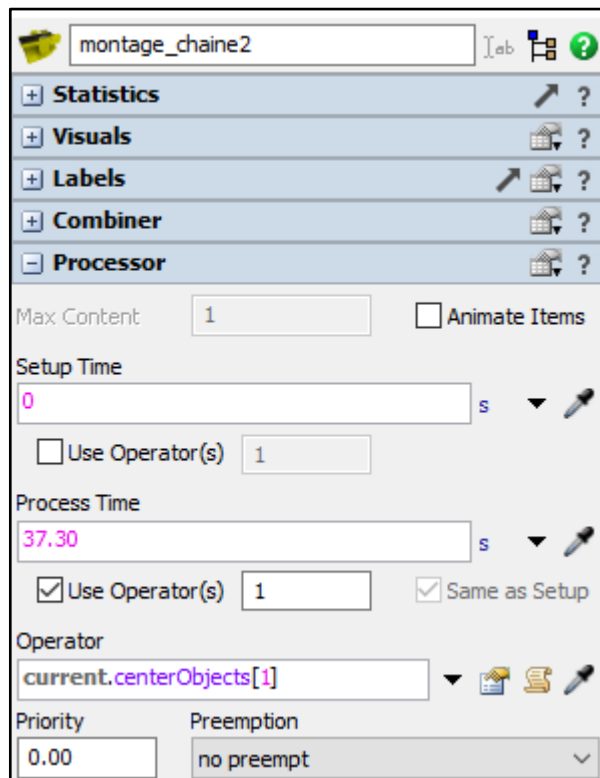 montage_chaine2
Statistics ?
Visuals ?
Labels ?
Combiner ?
Processor ?
Max Content 1 Animate Items
Setup Time
0 s
Use Operator(s) 1
Process Time
37.30 s
Use Operator(s) 1 Same as Setup
Operator
current.centerObjects[1]
Priority Preemption
0.00 no preempt